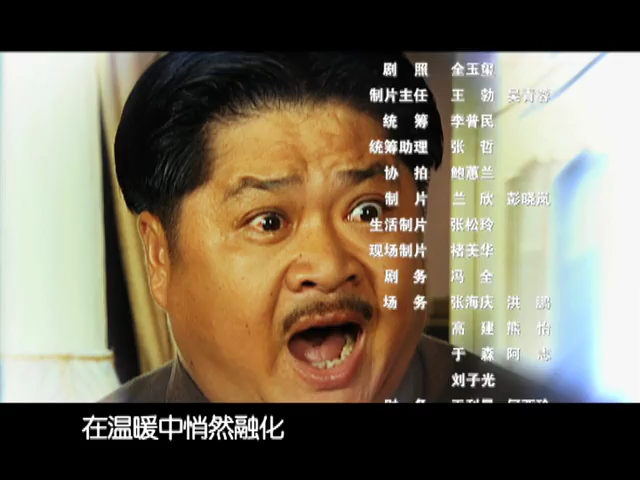 剧 照 全玉玺
制片主任 王 勃 吴青蓉
统 筹 李普民
统筹助理 张 哲
协 拍 鲍蕙兰
制 片 兰 欣 彭晓岚
生活制片 张松玲
现场制片 褚美华
剧 务 冯 全
场 务 张海庆 洪 鹏
高 建 熊 怡
于 森 阿 志
刘子光
在温暖中悄然融化